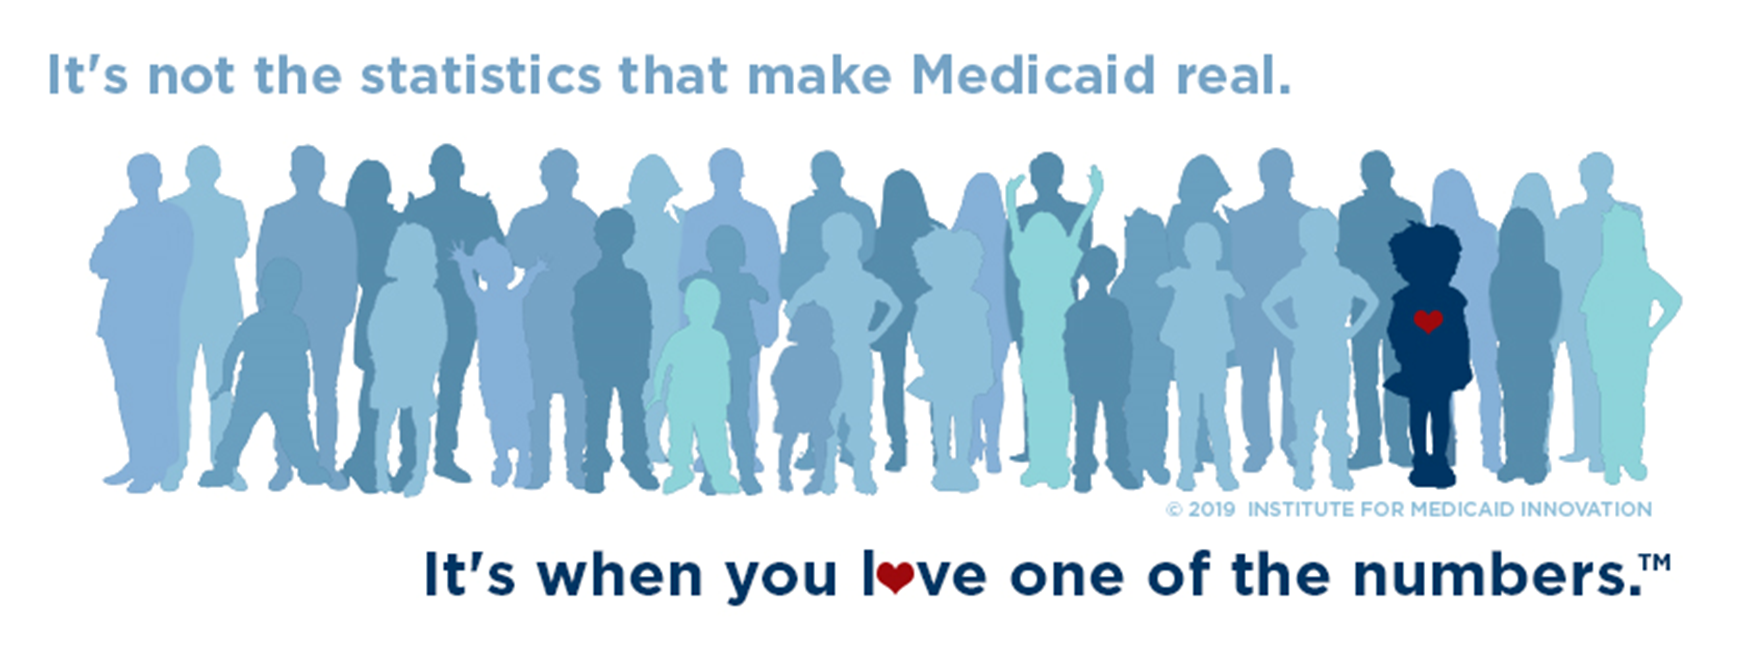 It's not the statistics that make Medicaid real.
© 2019 INSTITUTE FOR MEDICAID INNOVATION
It's when you l❤ve one of the numbers.™